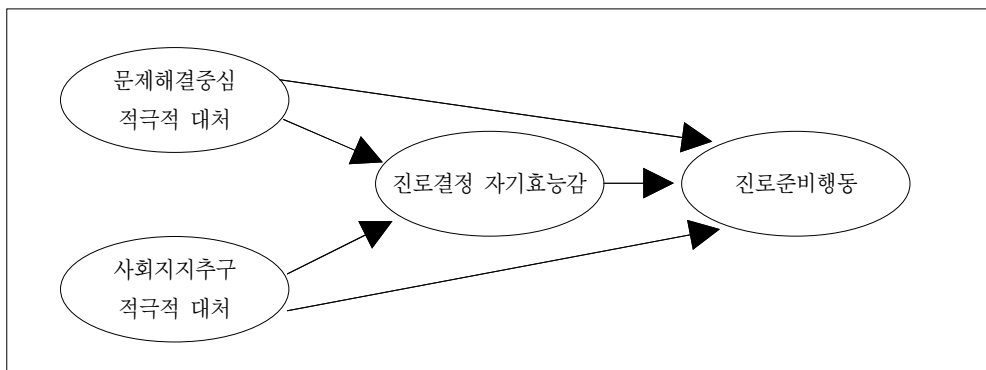 문제해결중심
적극적 대처
진로결정 자기효능감
진로준비행동
사회지지추구
적극적 대처